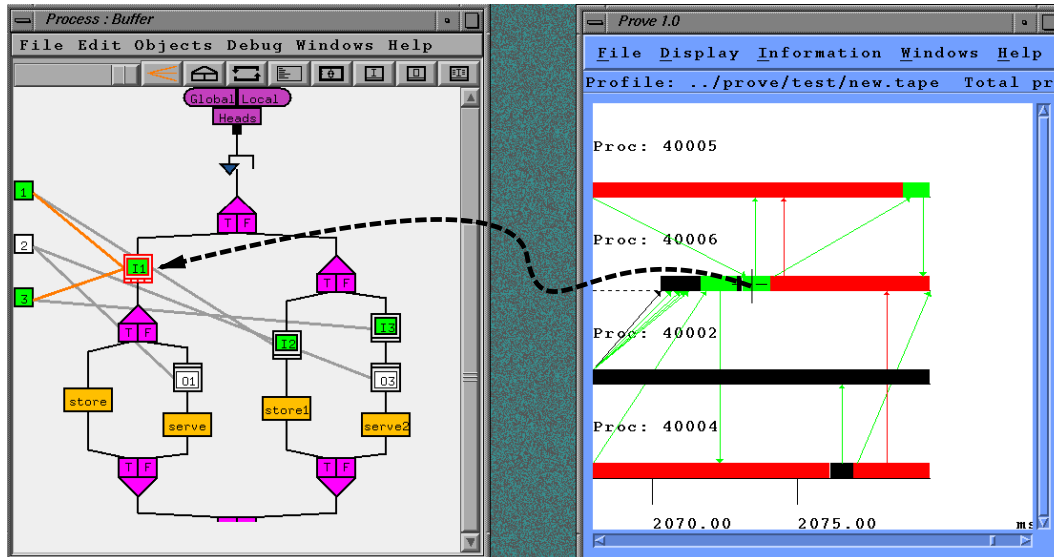 Process : Buffer
File Edit Objects Debug Windows Help
Global Local
Heads
T F
1
2
3
I1
T F
T F
I2
I3
O1
O3
store
serve
store1
serve2
T F
T F
Prove 1.0
File Display Information Windows Help
Profile: ../prove/test/new.tape Total pr
Proc: 40005
Proc: 40006
Proc: 40002
Proc: 40004
2070.00 2075.00 ms